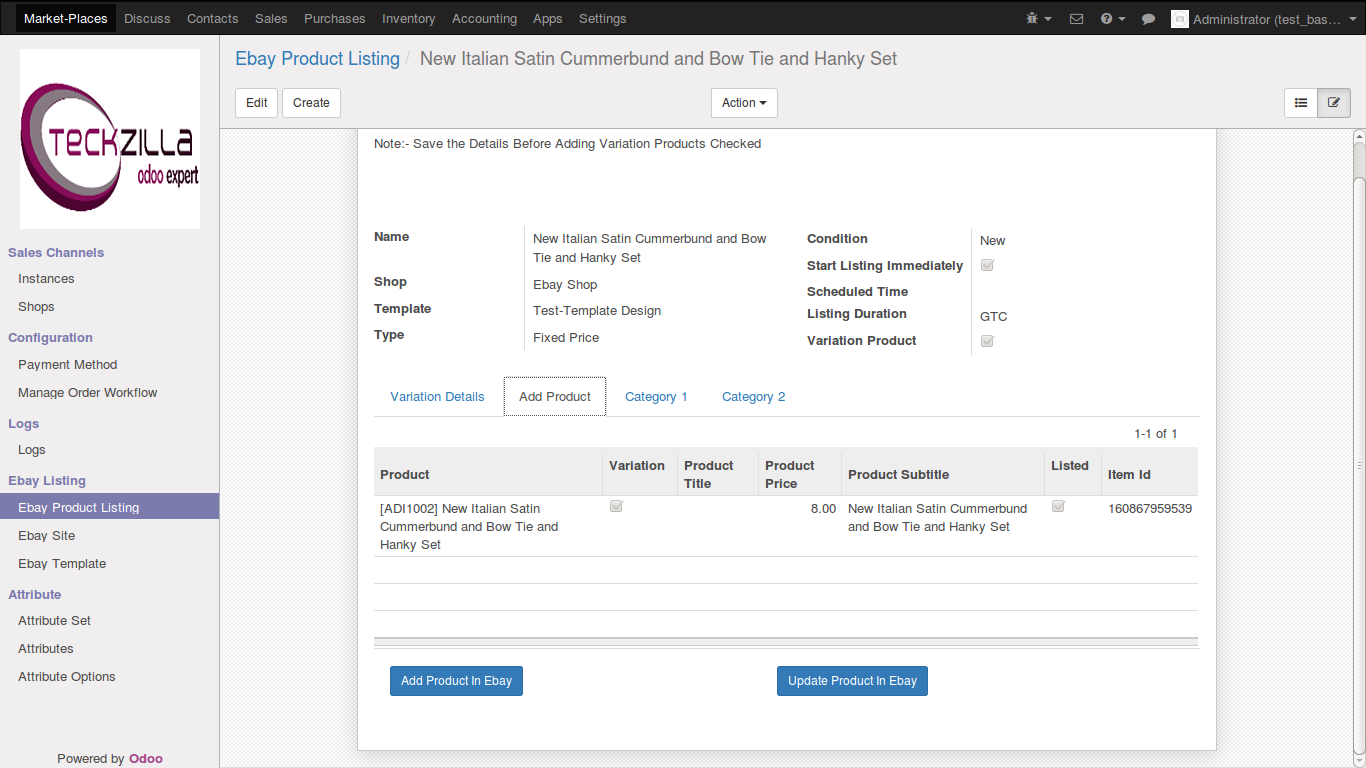 Market-Places Discuss Contacts Sales Purchases Inventory Accounting Apps Settings Administrator (test_bas...
TECKZILLA
odoo expert
Sales Channels
Instances
Shops
Configuration
Payment Method
Manage Order Workflow
Logs
Logs
Ebay Listing
Ebay Product Listing
Ebay Site
Ebay Template
Attribute
Attribute Set
Attributes
Attribute Options
Powered by Odoo
Ebay Product Listing / New Italian Satin Cummerbund and Bow Tie and Hanky Set
Edit Create Action
Note:- Save the Details Before Adding Variation Products Checked
Name New Italian Satin Cummerbund and Bow
Tie and Hanky Set
Shop Ebay Shop
Template Test-Template Design
Type Fixed Price
Condition New
Start Listing Immediately
Scheduled Time
Listing Duration GTC
Variation Product
Variation Details Add Product Category 1 Category 2
1-1 of 1
Product Variation Product Title Product Price Product Subtitle Listed Item Id
[ADI1002] New Italian Satin 8.00 New Italian Satin Cummerbund 160867959539
Cummerbund and Bow Tie and and Bow Tie and Hanky Set
Hanky Set
Add Product In Ebay Update Product In Ebay